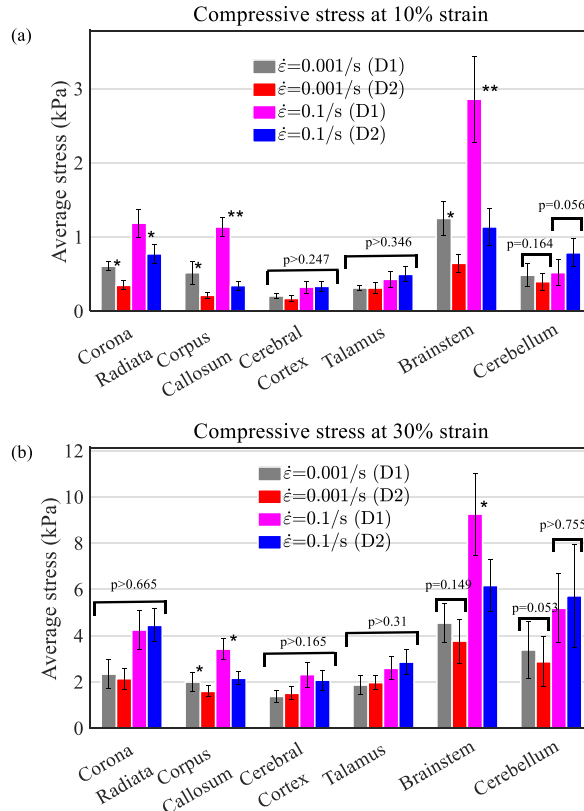 Compressive stress at 10% strain
(a)
ε̇=0.001/s (D1)
ε̇=0.001/s (D2)
ε̇=0.1/s (D1)
ε̇=0.1/s (D2)
Average stress (kPa)
3
2
1
0
*
*
*
**
p>0.247
p>0.346
*
**
p=0.164
p=0.056
Corona
Radiata
Corpus
Callosum
Cerebral
Cortex
Talamus
Brainstem
Cerebellum
Compressive stress at 30% strain
(b)
ε̇=0.001/s (D1)
ε̇=0.001/s (D2)
ε̇=0.1/s (D1)
ε̇=0.1/s (D2)
Average stress (kPa)
12
10
8
6
4
2
0
p>0.665
*
*
p>0.165
p>0.31
p=0.149
*
p=0.053
p>0.755
Corona
Radiata
Corpus
Callosum
Cerebral
Cortex
Talamus
Brainstem
Cerebellum